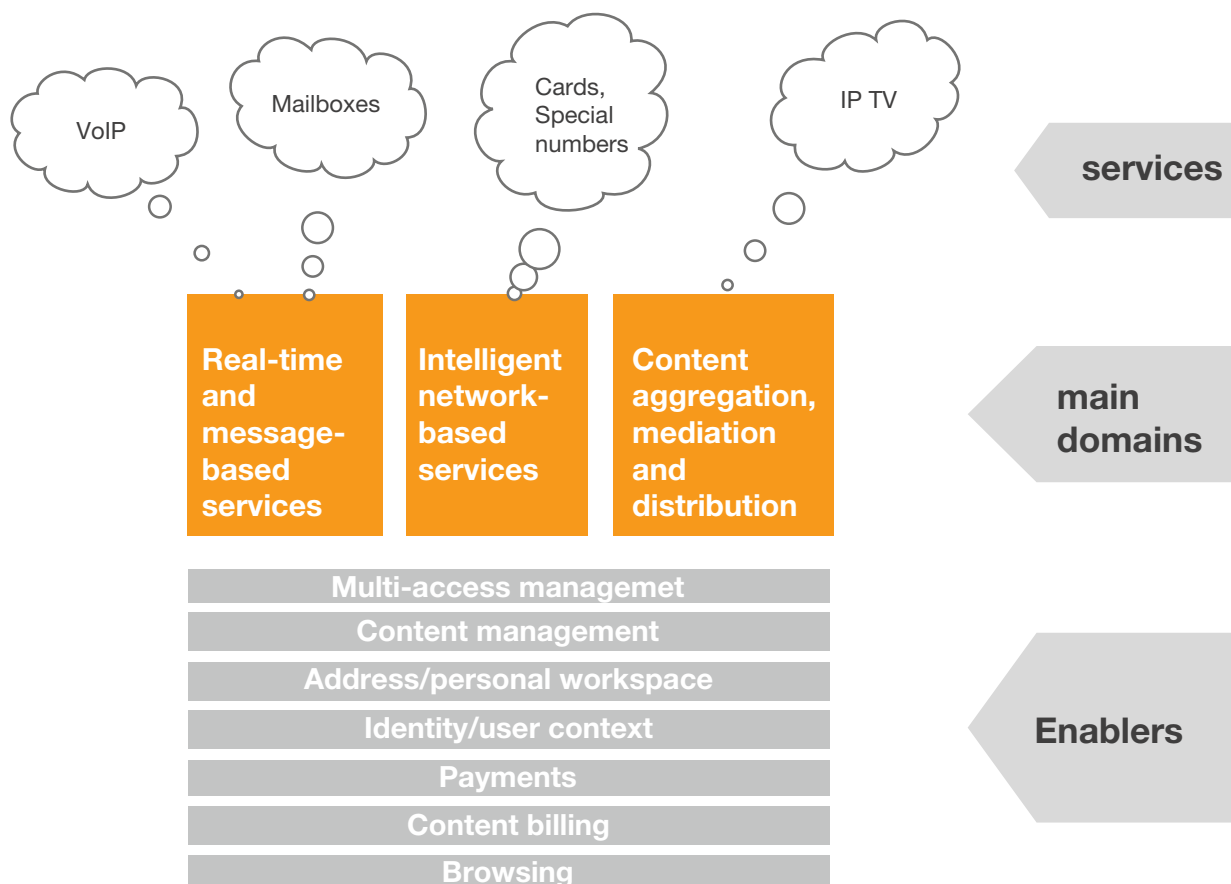 VoIP
Mailboxes
Cards,
Special
numbers
IP TV
services
Real-time
and
message-
based
services
Intelligent
network-
based
services
Content
aggregation,
mediation
and
distribution
main
domains
Multi-access managemet
Content management
Address/personal workspace
Identity/user context
Payments
Content billing
Browsing
Enablers